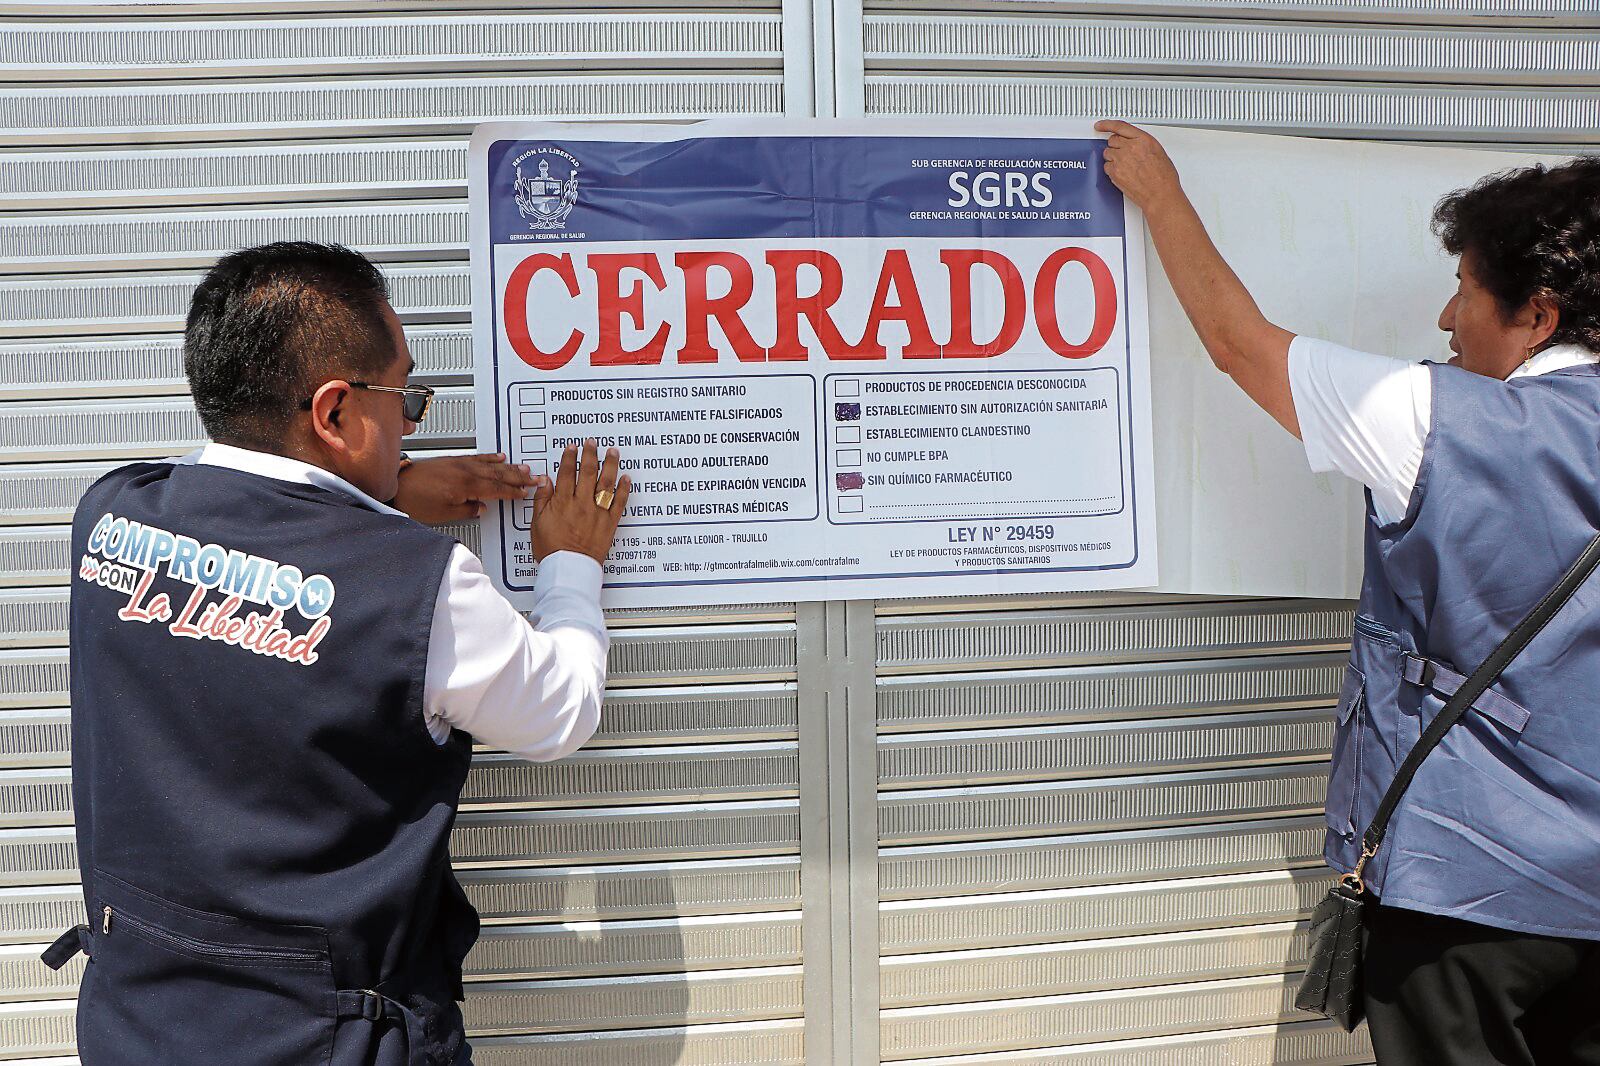 REGIÓN LA LIBERTAD
GERENCIA REGIONAL DE SALUD
SUB GERENCIA DE REGULACIÓN SECTORIAL
SGRS
GERENCIA REGIONAL DE SALUD LA LIBERTAD
CERRADO
PRODUCTOS SIN REGISTRO SANITARIO
PRODUCTOS PRESUNTAMENTE FALSIFICADOS
PRODUCTOS EN MAL ESTADO DE CONSERVACIÓN
CON ROTULADO ADULTERADO
FECHA DE EXPIRACIÓN VENCIDA
VENTA DE MUESTRAS MÉDICAS
PRODUCTOS DE PROCEDENCIA DESCONOCIDA
ESTABLECIMIENTO SIN AUTORIZACIÓN SANITARIA
ESTABLECIMIENTO CLANDESTINO
NO CUMPLE BPA
SIN QUÍMICO FARMACÉUTICO
AV. N° 1195 - URB. SANTA LEONOR - TRUJILLO
970971789
Email: @gmail.com WEB: http://gtmcontrafalmelib.wix.com/contrafalme
LEY N° 29459
LEY DE PRODUCTOS FARMACÉUTICOS, DISPOSITIVOS MÉDICOS
Y PRODUCTOS SANITARIOS
COMPROMISO
CON
La Libertad